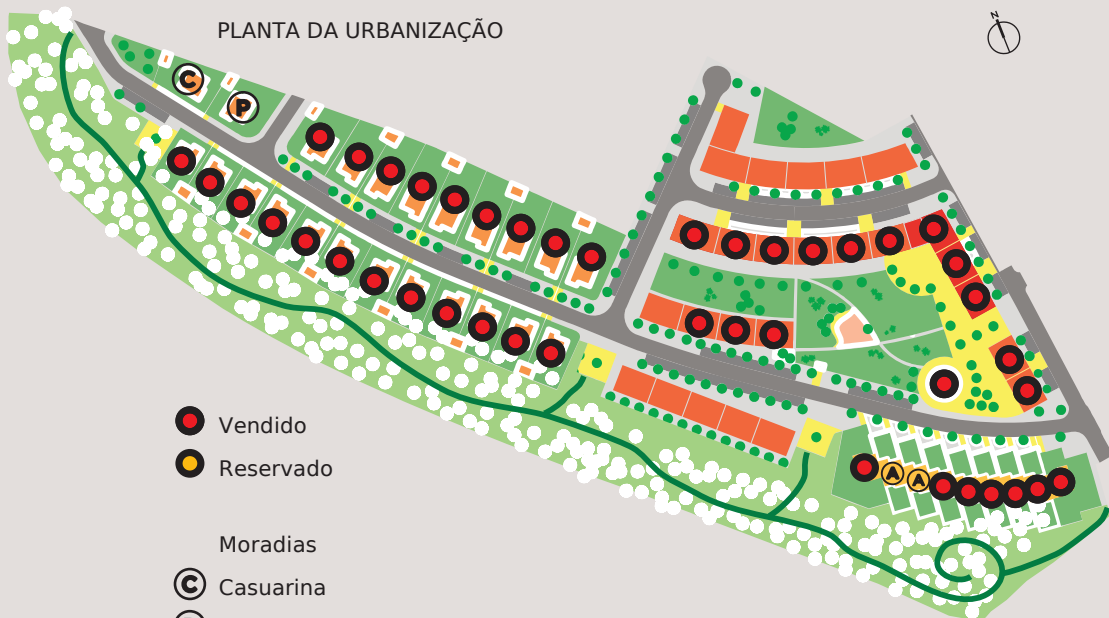 PLANTA DA URBANIZAÇÃO
N
C
P
A A
Vendido
Reservado
Moradias
C Casuarina